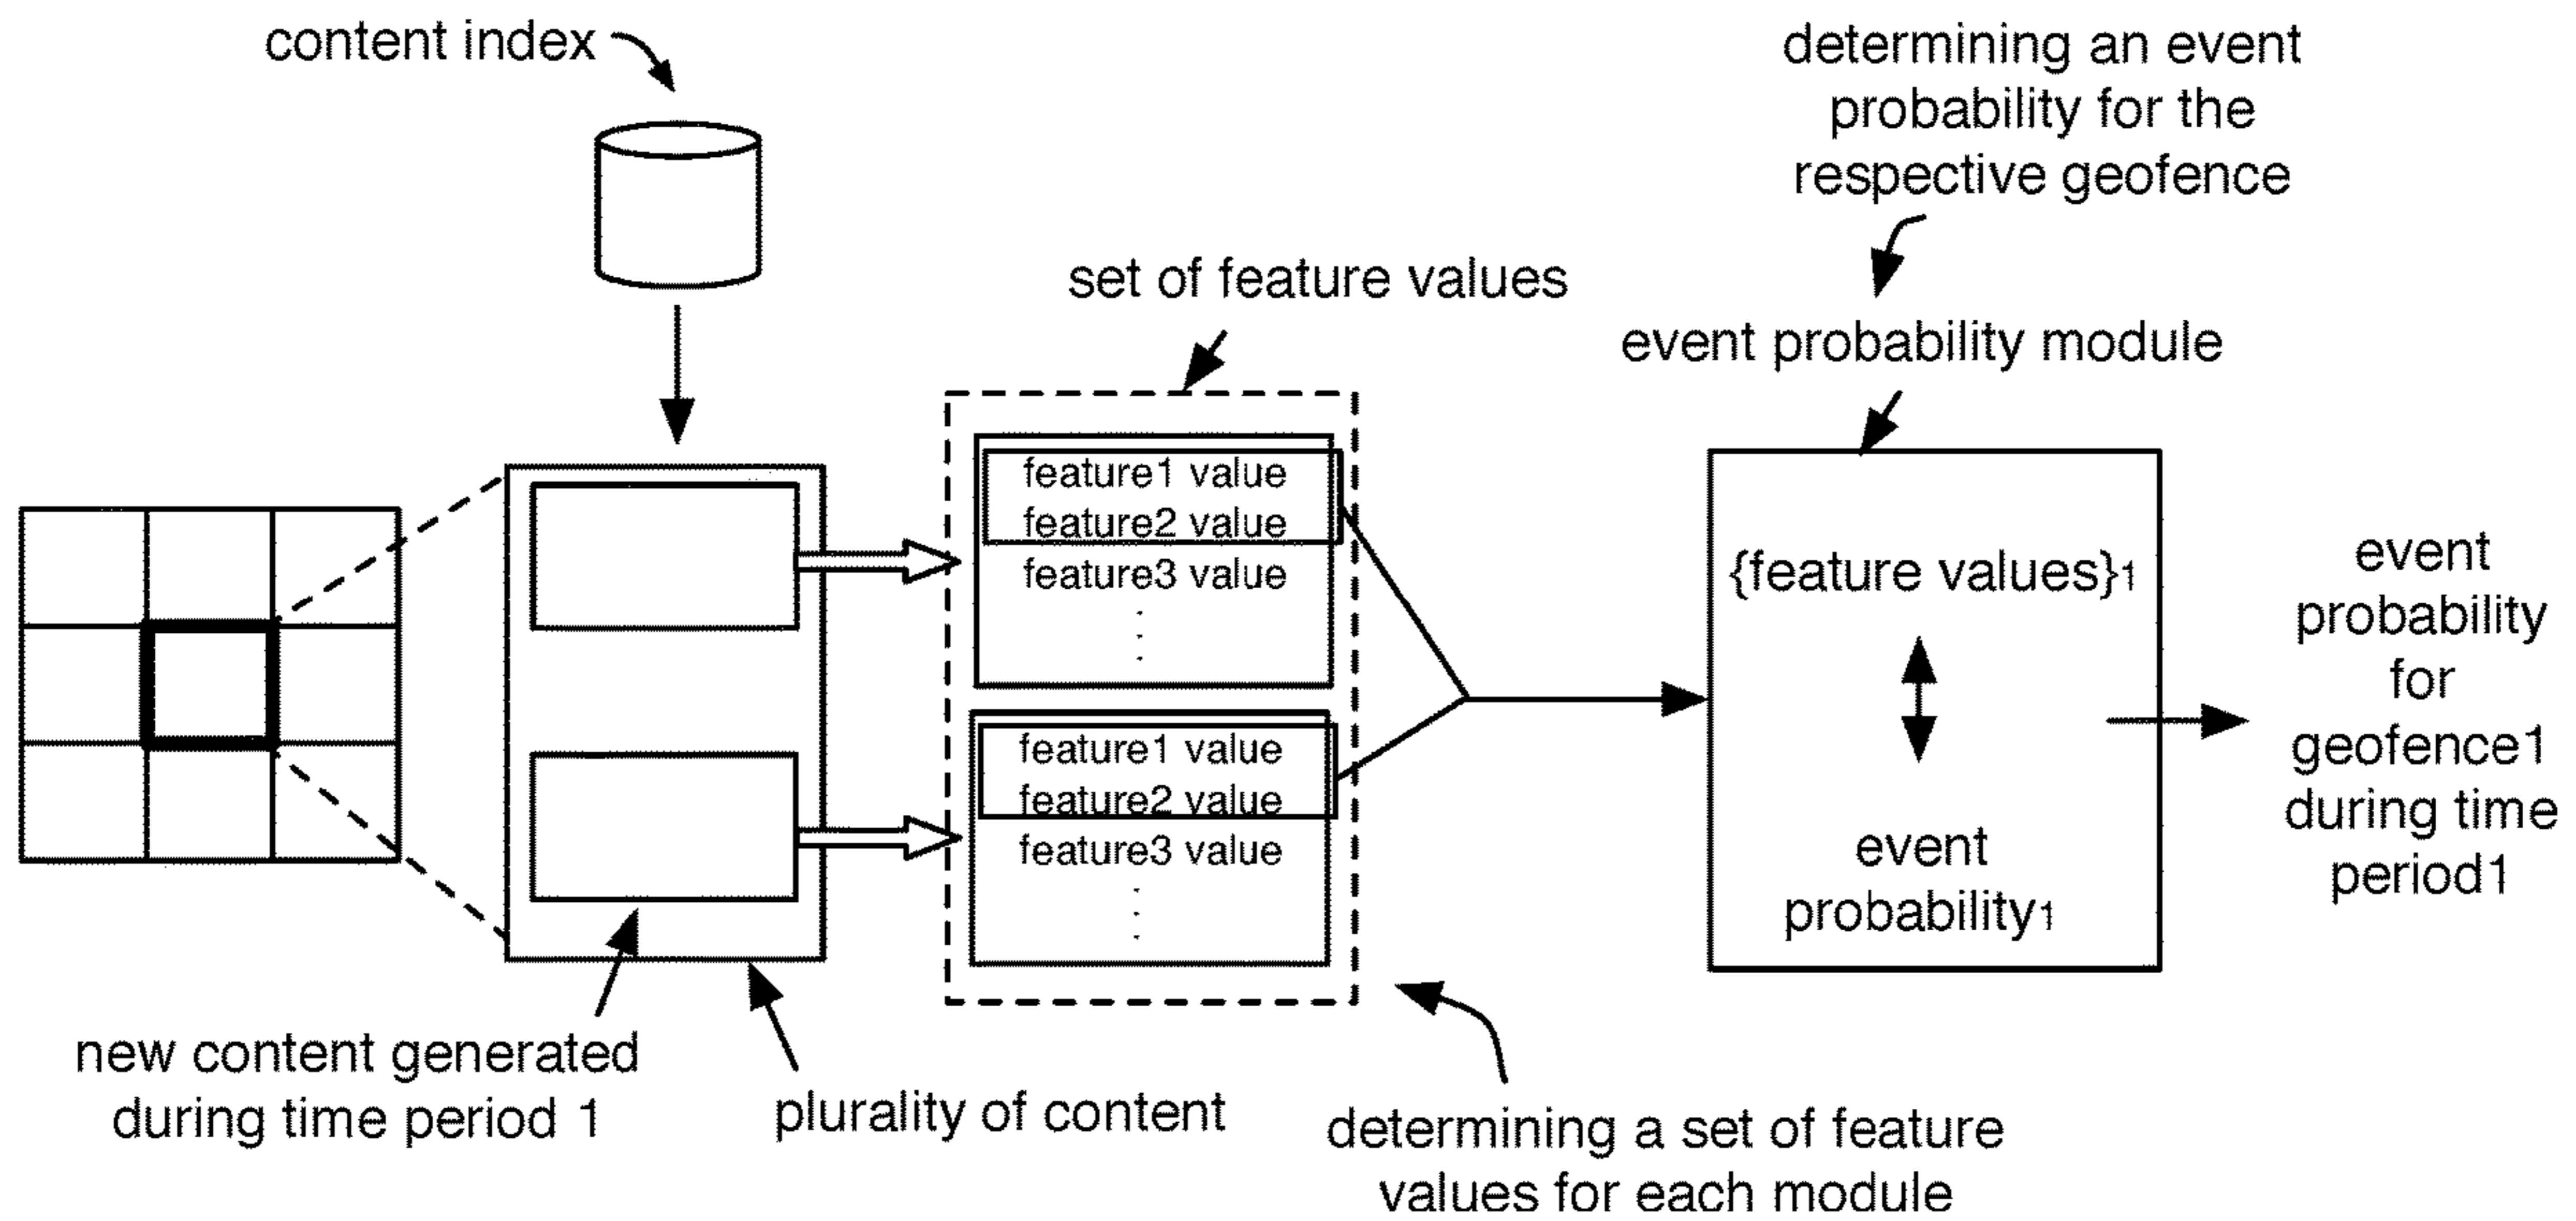 content index
determining an event
probability for the
respective geofence
set of feature values
event probability module
feature1 value
feature2 value
feature3 value
.
.
.
feature1 value
feature2 value
feature3 value
.
.
.
{feature values}1
event
probability1
event
probability
for
geofence1
during time
period1
new content generated
during time period 1
plurality of content
determining a set of feature
values for each module